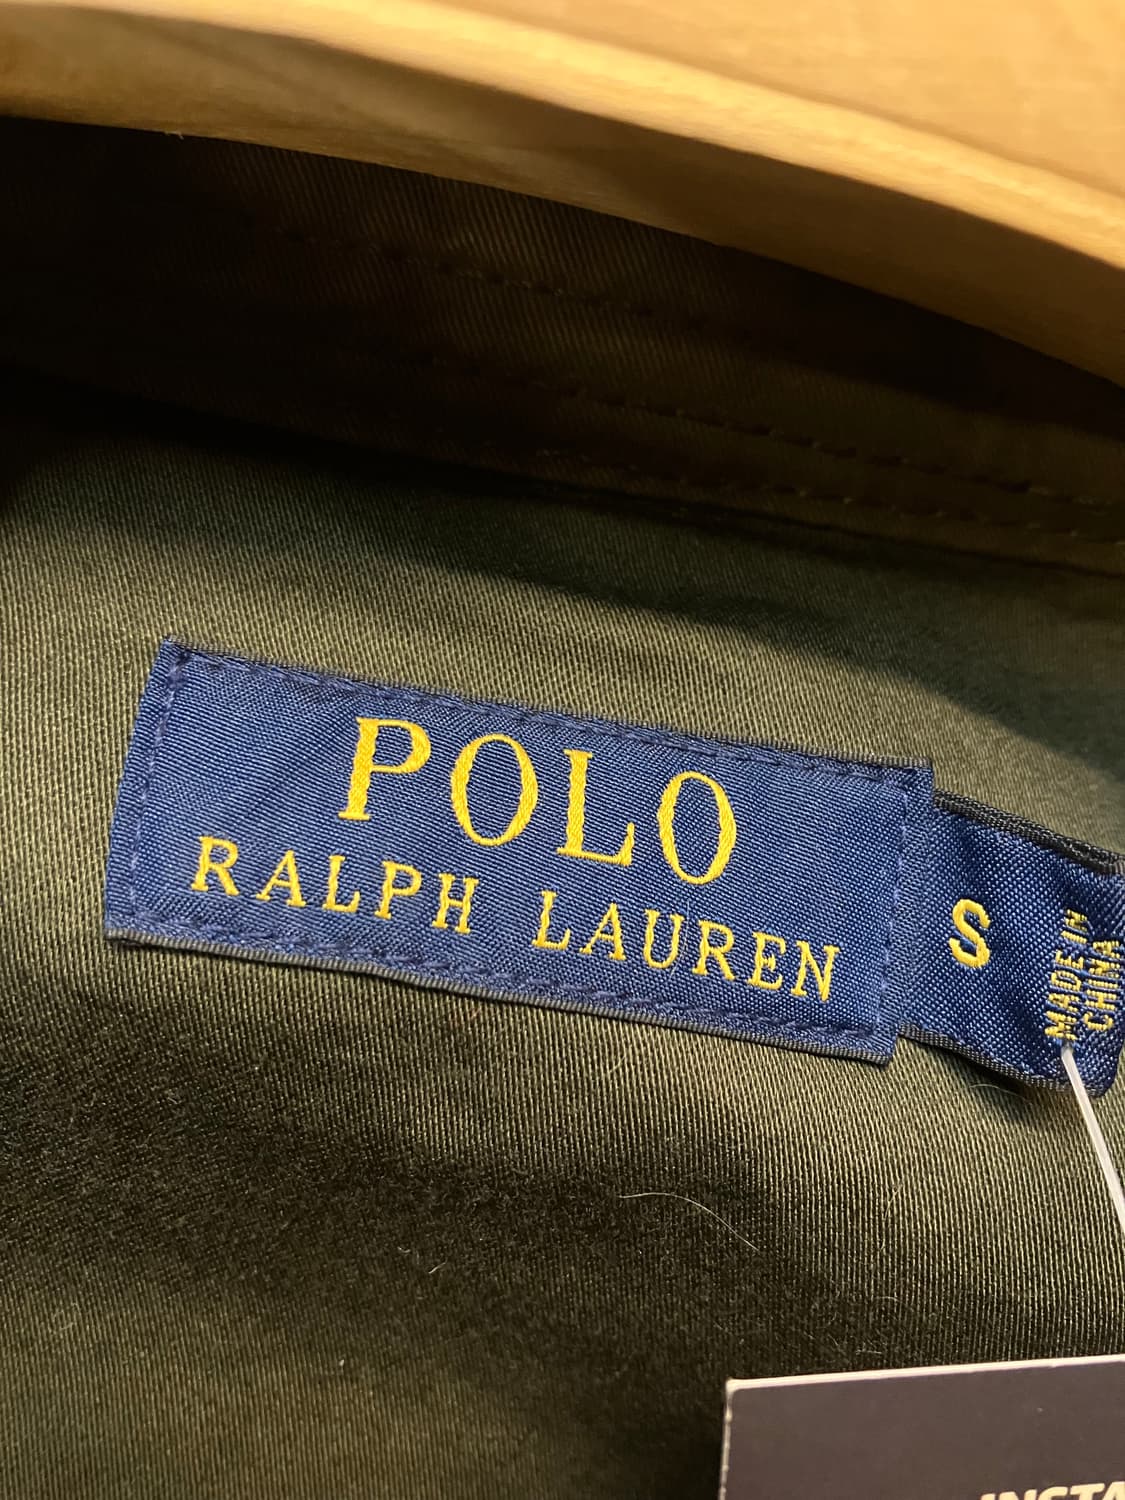 POLO
RALPH LAUREN
S
MADE IN
CHINA